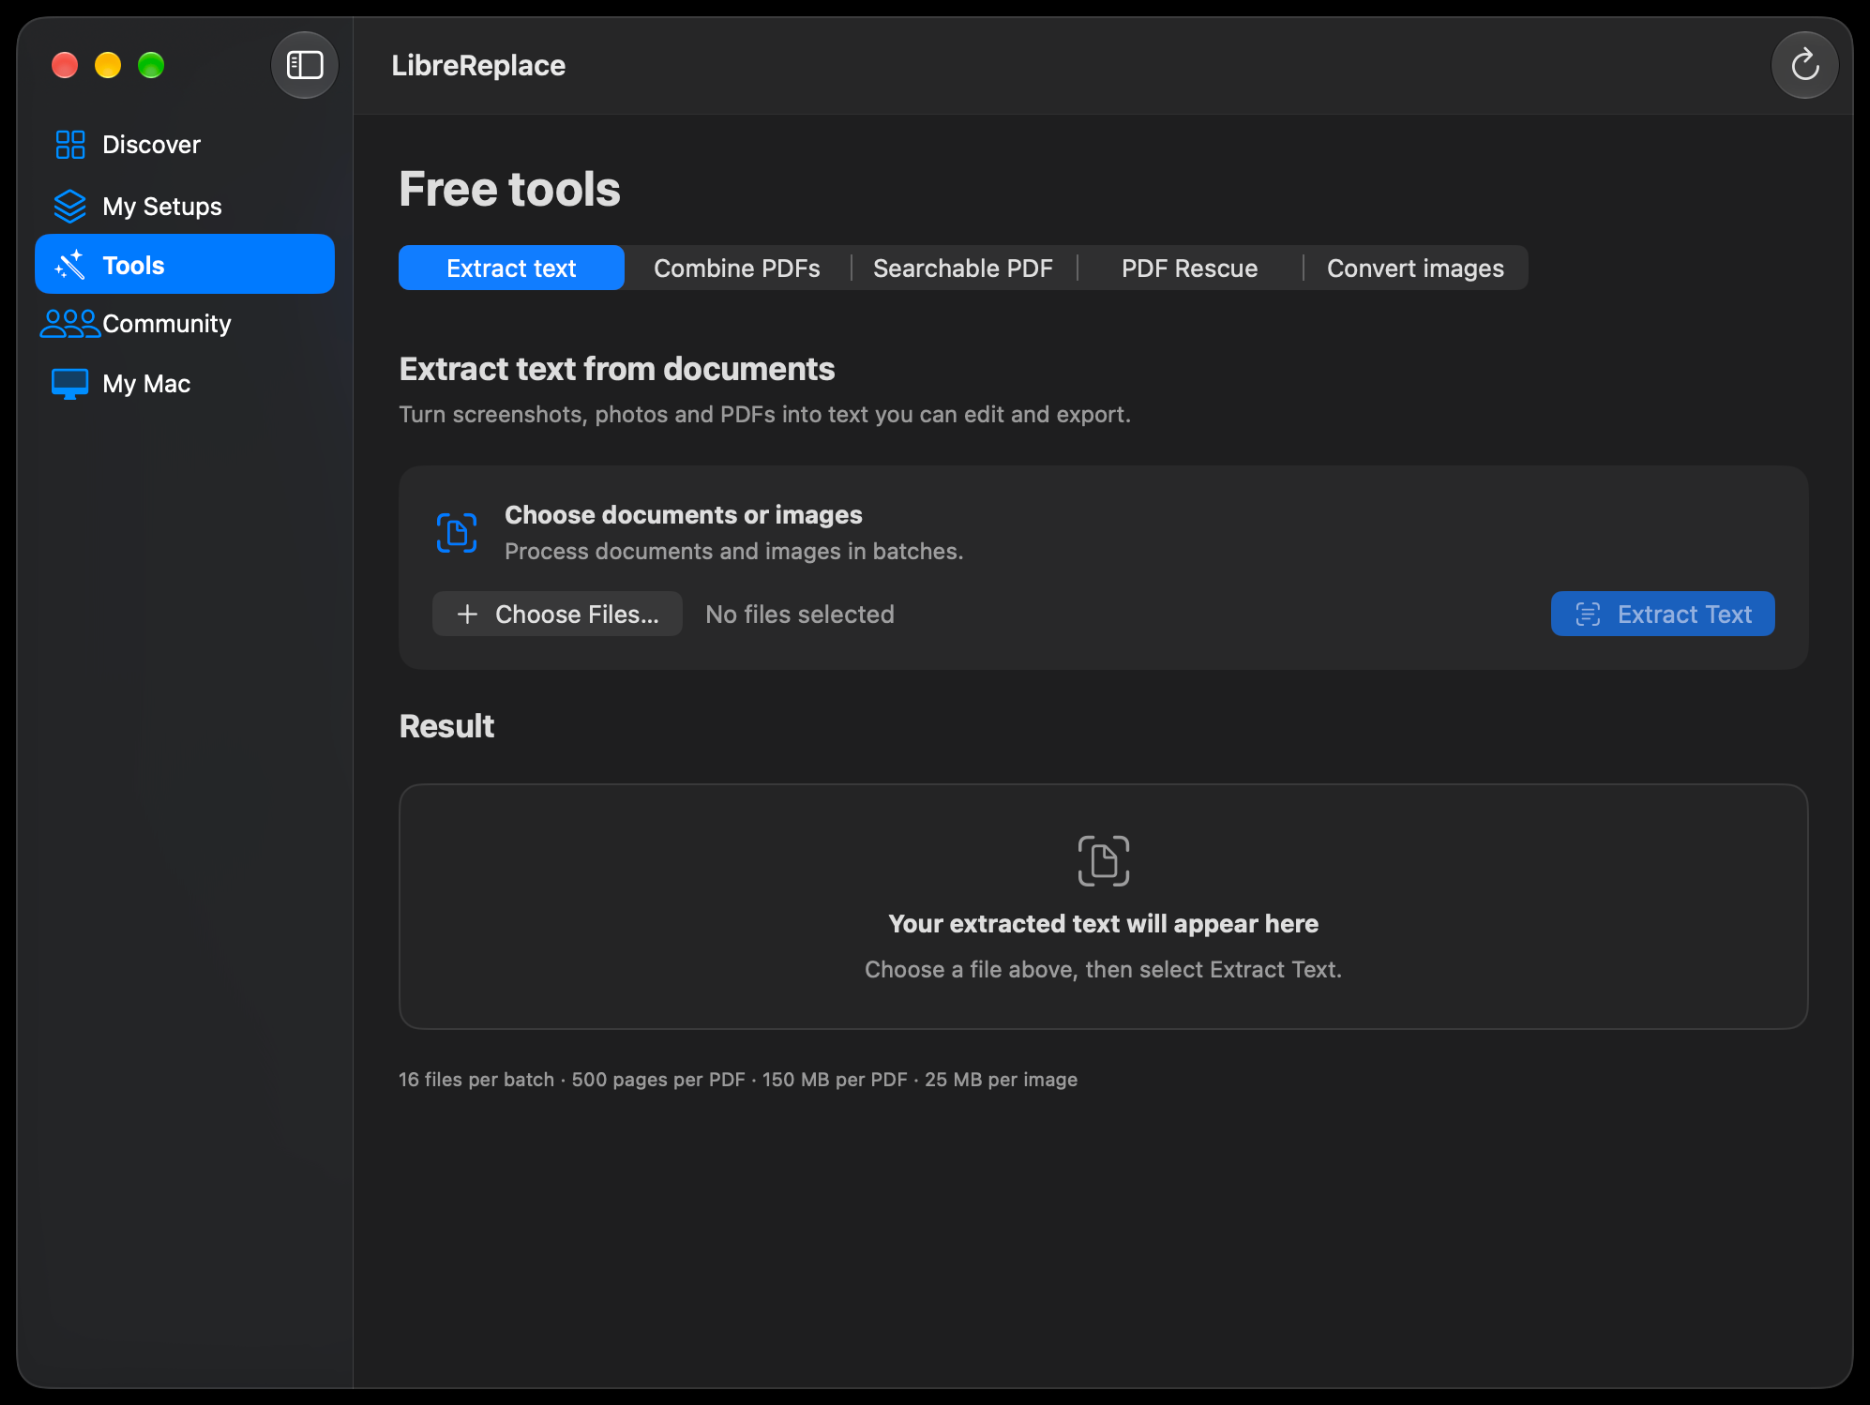 LibreReplace
Discover
My Setups
Tools
Community
My Mac
Free tools
Extract text
Combine PDFs
Searchable PDF
PDF Rescue
Convert images
Extract text from documents
Turn screenshots, photos and PDFs into text you can edit and export.
Choose documents or images
Process documents and images in batches.
Choose Files...
No files selected
Extract Text
Result
Your extracted text will appear here
Choose a file above, then select Extract Text.
16 files per batch · 500 pages per PDF · 150 MB per PDF · 25 MB per image